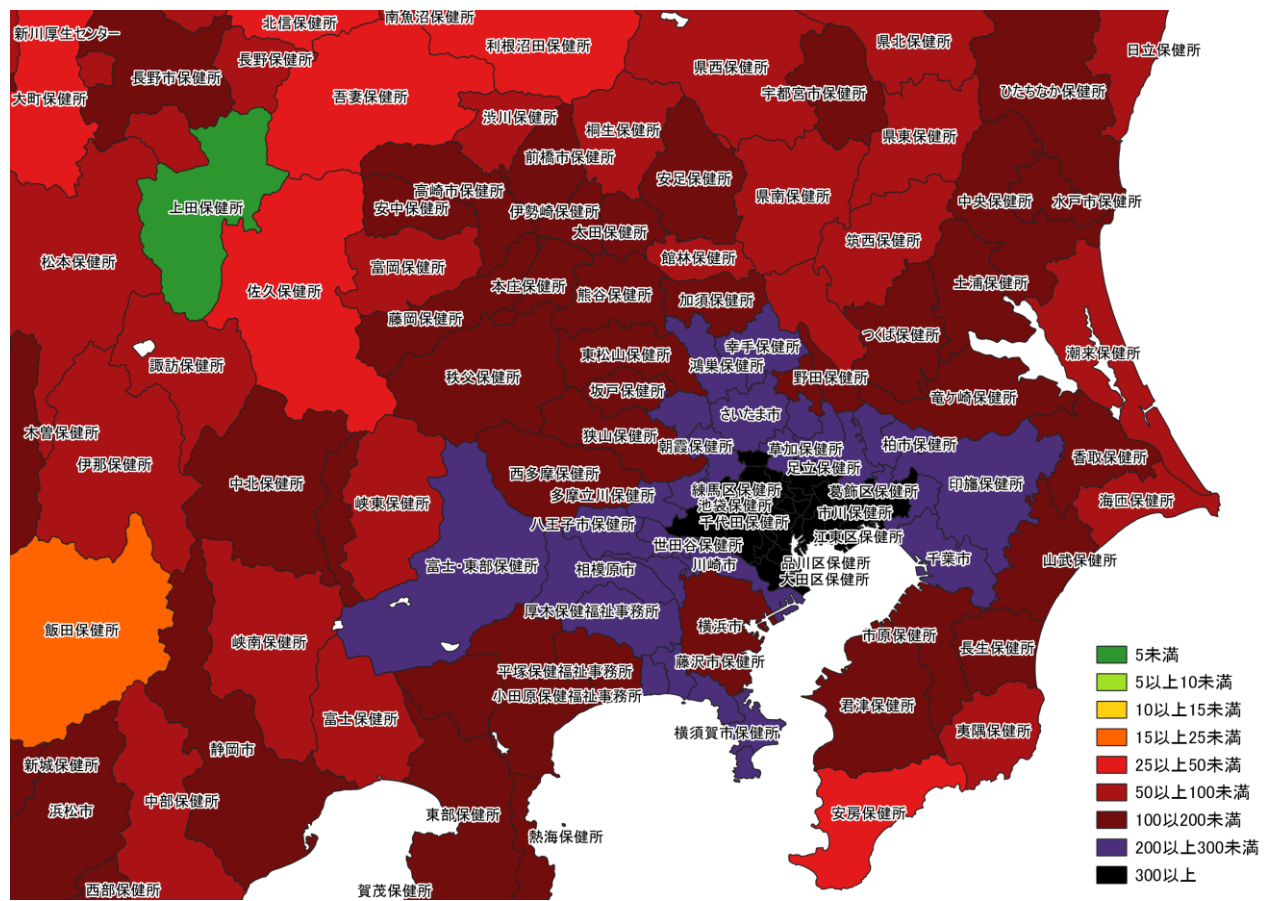 北信保健所
南魚沼保健所
新川厚生センター
利根沼田保健所
県北保健所
日立保健所
長野保健所
県西保健所
長野市保健所
大町保健所
吾妻保健所
宇都宮市保健所
ひたちなか保健所
渋川保健所
桐生保健所
県東保健所
前橋市保健所
安足保健所
高崎市保健所
県南保健所
上田保健所
安中保健所
伊勢崎保健所
中央保健所
水戸市保健所
太田保健所
筑西保健所
松本保健所
富岡保健所
館林保健所
佐久保健所
本庄保健所
熊谷保健所
加須保健所
土浦保健所
藤岡保健所
つくば保健所
幸手保健所
東松山保健所
潮来保健所
諏訪保健所
鴻巣保健所
秩父保健所
野田保健所
坂戸保健所
竜ケ崎保健所
さいたま市
木曽保健所
狭山保健所
朝霞保健所
草加保健所
柏市保健所
伊那保健所
香取保健所
足立保健所
西多摩保健所
中北保健所
印旛保健所
練馬区保健所
葛飾区保健所
多摩立川保健所
峡東保健所
海匝保健所
池袋保健所
市川保健所
八王子市保健所
千代田保健所
江東区保健所
世田谷保健所
千葉市
山武保健所
富士・東部保健所
相模原市
川崎市
品川区保健所
大田区保健所
厚木保健福祉事務所
飯田保健所
横浜市
市原保健所
峡南保健所
長生保健所
藤沢市保健所
平塚保健福祉事務所
5未満
小田原保健福祉事務所
5以上10未満
君津保健所
10以上15未満
富士保健所
横須賀市保健所
夷隅保健所
15以上25未満
静岡市
新城保健所
25以上50未満
50以上100未満
中部保健所
浜松市
東部保健所
安房保健所
100以200未満
熱海保健所
200以上300未満
300以上
西部保健所
賀茂保健所